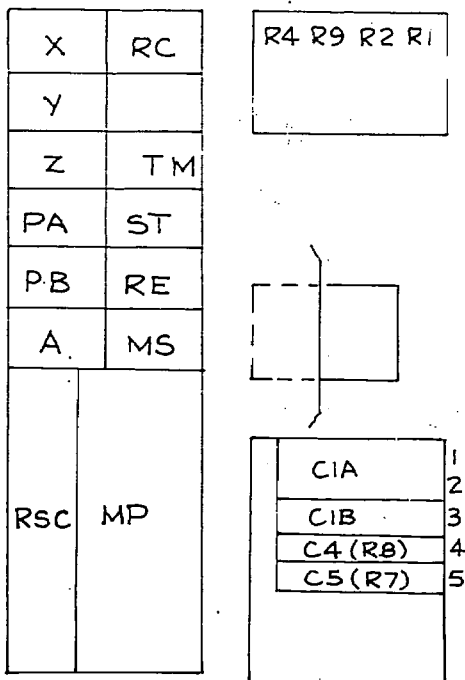 X RC
Y
Z TM
PA ST
P.B RE
A. MS
RSC MP
R4 R9 R2 R1
C1A 1
2
C1B 3
C4 (R8) 4
C5 (R7) 5